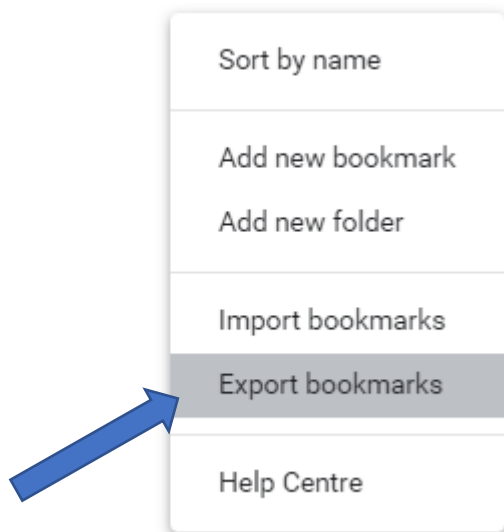 Sort by name
Add new bookmark
Add new folder
Import bookmarks
Export bookmarks
Help Centre